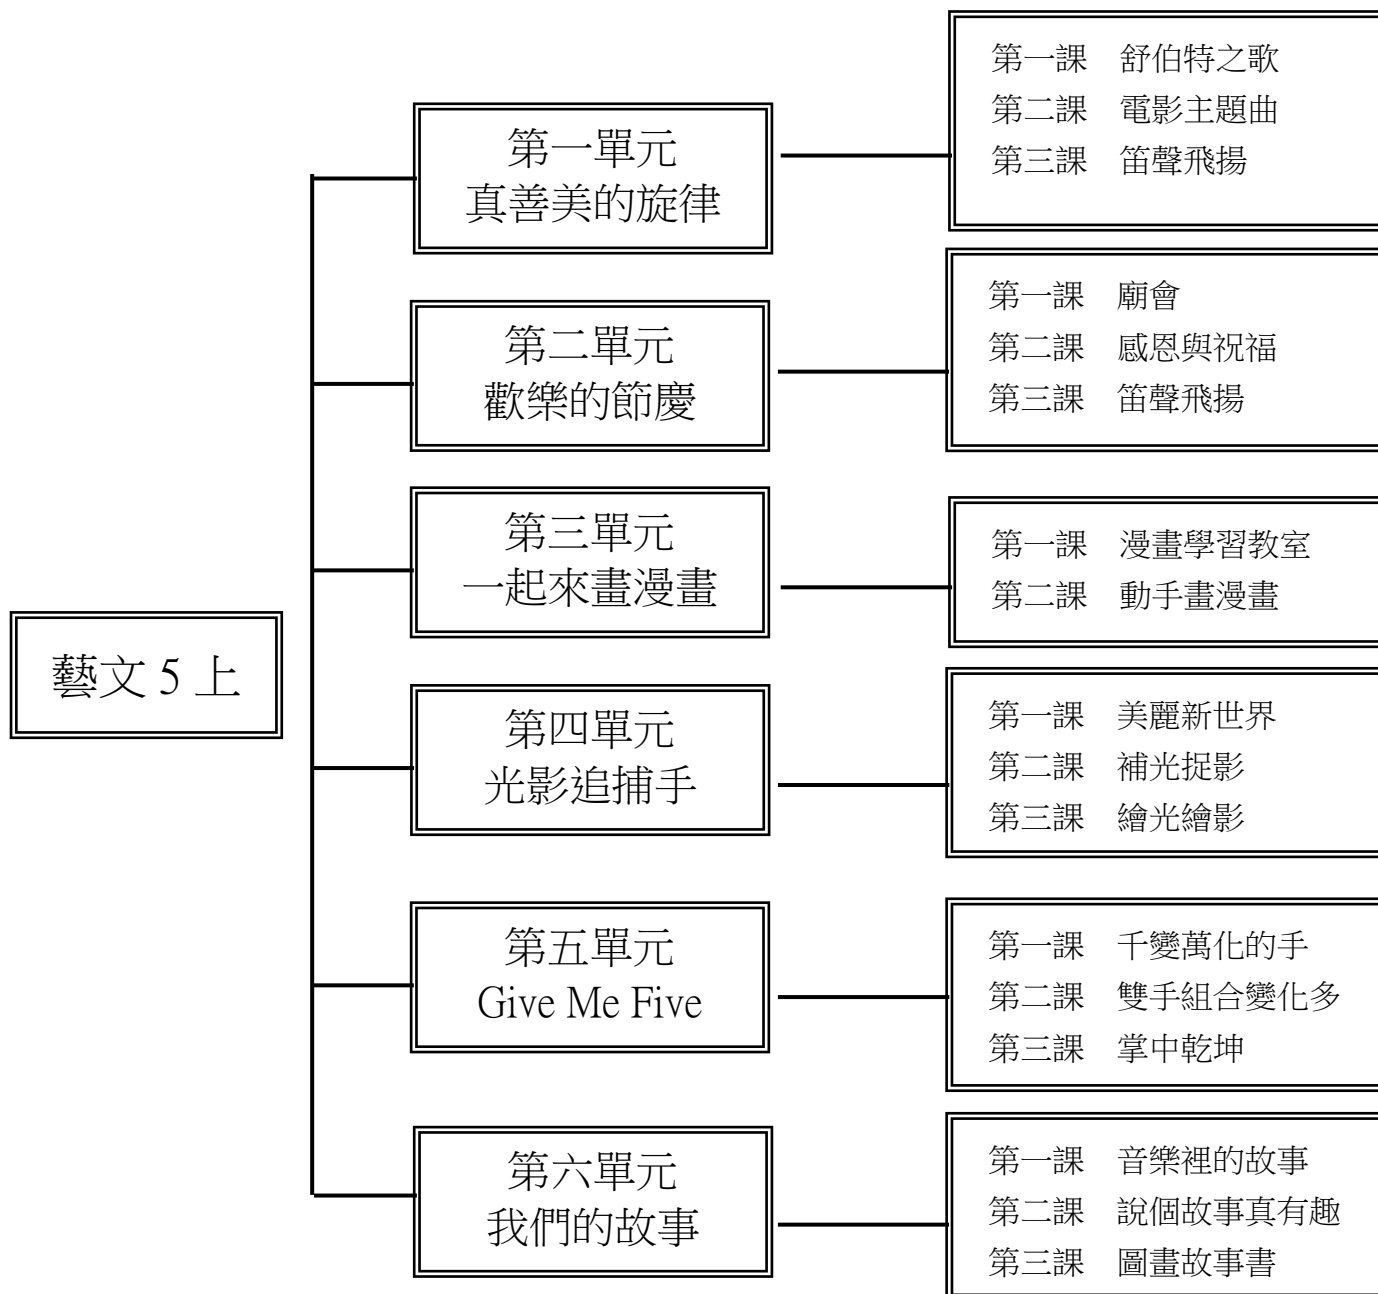 藝文 5 上
第一單元
真善美的旋律
第一課　舒伯特之歌
第二課　電影主題曲
第三課　笛聲飛揚
第二單元
歡樂的節慶
第一課　廟會
第二課　感恩與祝福
第三課　笛聲飛揚
第三單元
一起來畫漫畫
第一課　漫畫學習教室
第二課　動手畫漫畫
第四單元
光影追捕手
第一課　美麗新世界
第二課　補光捉影
第三課　繪光繪影
第五單元
Give Me Five
第一課　千變萬化的手
第二課　雙手組合變化多
第三課　掌中乾坤
第六單元
我們的故事
第一課　音樂裡的故事
第二課　說個故事真有趣
第三課　圖畫故事書